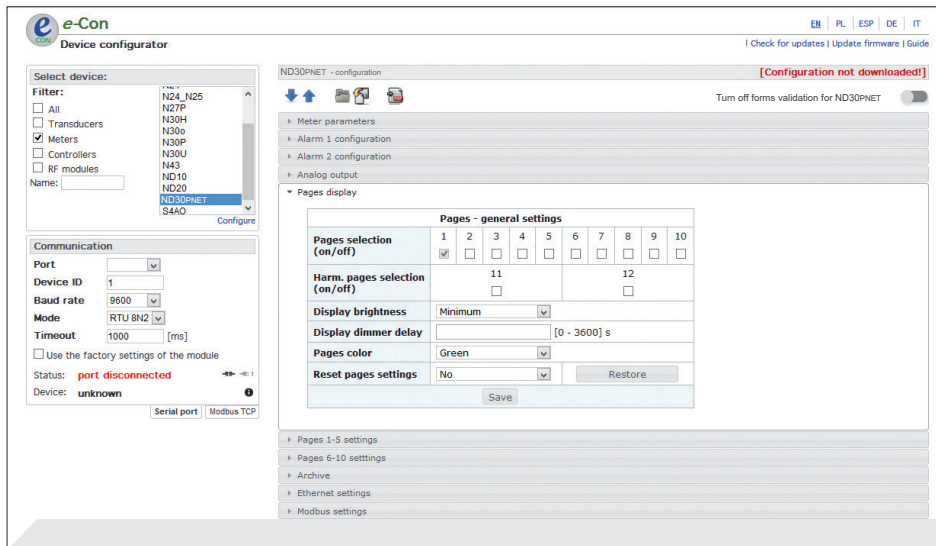 e-Con
Device configurator
EN | PL | ESP | DE | IT
| Check for updates | Update firmware | Guide
Select device:
Filter:
All
Transducers
Meters
Controllers
RF modules
Name:
N24_N25
N27P
N30H
N30o
N30P
N30U
N43
ND10
ND20
ND30PNET
S4AO
Configure
Communication
Port
Device ID 1
Baud rate 9600
Mode RTU 8N2
Timeout 1000 [ms]
Use the factory settings of the module
Status: port disconnected
Device: unknown
Serial port Modbus TCP
ND30PNET - configuration [Configuration not downloaded!]
Turn off forms validation for ND30PNET
Meter parameters
Alarm 1 configuration
Alarm 2 configuration
Analog output
Pages display
Pages - general settings
Pages selection (on/off)
1 2 3 4 5 6 7 8 9 10
Harm. pages selection (on/off)
11 12
Display brightness Minimum
Display dimmer delay [0 - 3600] s
Pages color Green
Reset pages settings No Restore
Save
Pages 1-5 settings
Pages 6-10 setttings
Archive
Ethernet settings
Modbus settings